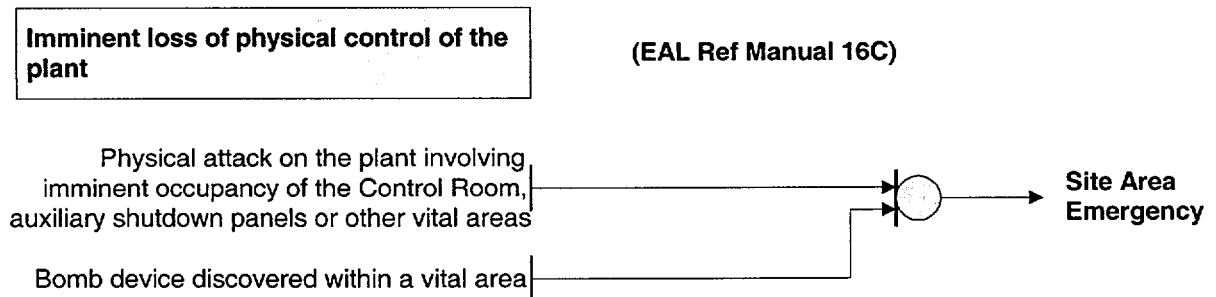 Imminent loss of physical control of the
plant
(EAL Ref Manual 16C)
Physical attack on the plant involving
imminent occupancy of the Control Room,
auxiliary shutdown panels or other vital areas
Site Area
Emergency
Bomb device discovered within a vital area